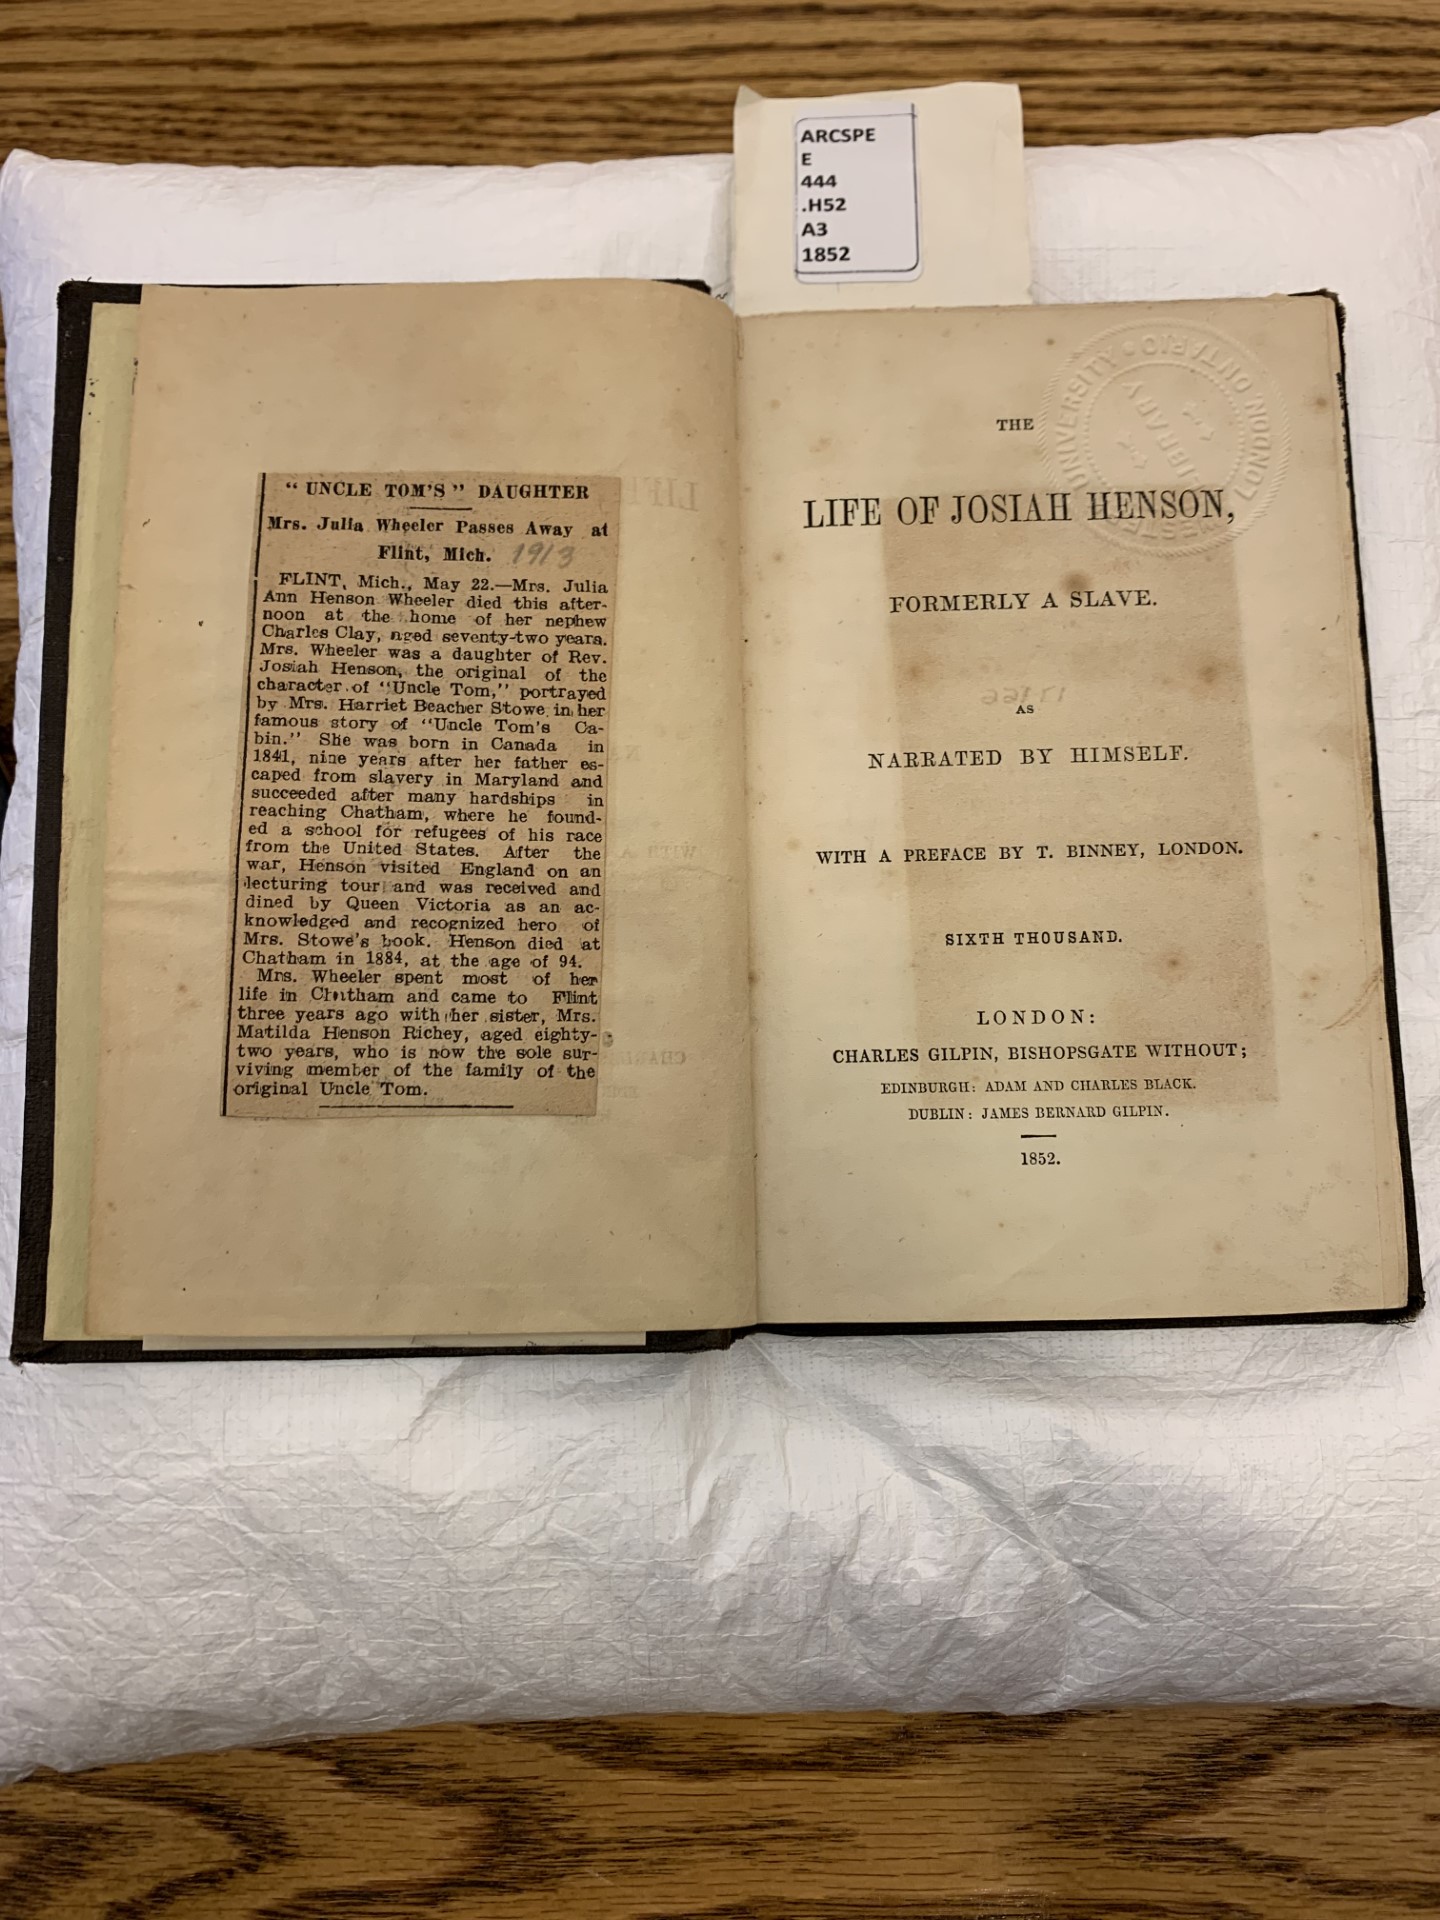 ARCSPE
E
444
.H52
A3
1852
"UNCLE TOM'S" DAUGHTER
Mrs. Julia Wheeler Passes Away at
Flint, Mich. 1913
FLINT, Mich., May 22.—Mrs. Julia
Ann Henson Wheeler died this after-
noon at the home of her nephew
Charles Clay, aged seventy-two years.
Mrs. Wheeler was a daughter of Rev.
Josiah Henson, the original of the
character of "Uncle Tom," portrayed
by Mrs. Harriet Beacher Stowe in her
famous story of "Uncle Tom's Ca-
bin." She was born in Canada in
1841, nine years after her father es-
caped from slavery in Maryland and
succeeded after many hardships in
reaching Chatham, where he found-
ed a school for refugees of his race
from the United States. After the
war, Henson visited England on an
lecturing tour and was received and
dined by Queen Victoria as an ac-
knowledged and recognized hero of
Mrs. Stowe's book. Henson died at
Chatham in 1884, at the age of 94.
Mrs. Wheeler spent most of her
life in Chatham and came to Flint
three years ago with her sister, Mrs.
Matilda Henson Richey, aged eighty-
two years, who is now the sole sur-
viving member of the family of the
original Uncle Tom.
UNIVERSITY LONDON ONTARIO
LIBRARY
THE
LIFE OF JOSIAH HENSON,
FORMERLY A SLAVE.
AS
NARRATED BY HIMSELF.
WITH A PREFACE BY T. BINNEY, LONDON.
SIXTH THOUSAND.
LONDON:
CHARLES GILPIN, BISHOPSGATE WITHOUT;
EDINBURGH: ADAM AND CHARLES BLACK.
DUBLIN: JAMES BERNARD GILPIN.
1852.